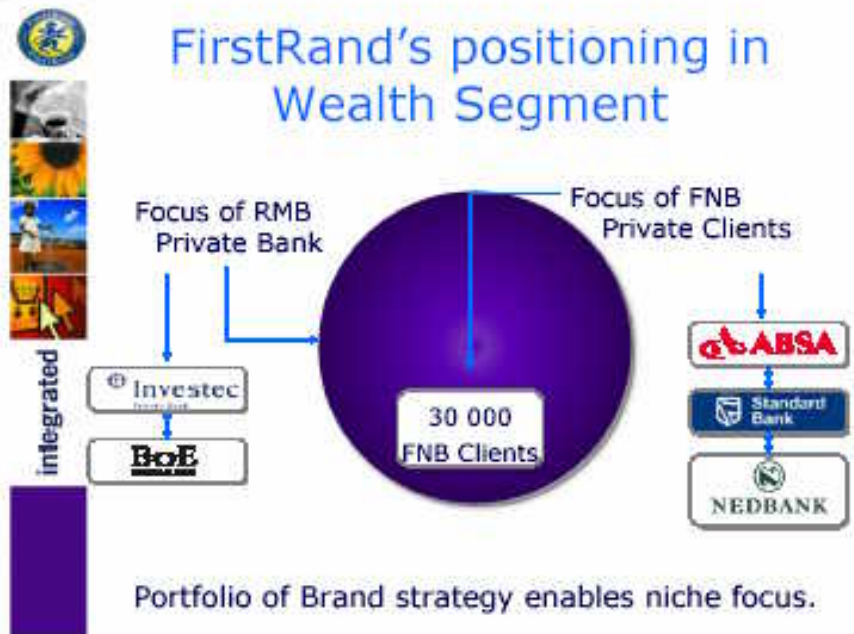 FirstRand's positioning in
Wealth Segment
Focus of RMB
Private Bank
Focus of FNB
Private Clients
Investec
BoE
30 000
FNB Clients
ABSA
Standard
Bank
NEDBANK
integrated
Portfolio of Brand strategy enables niche focus.